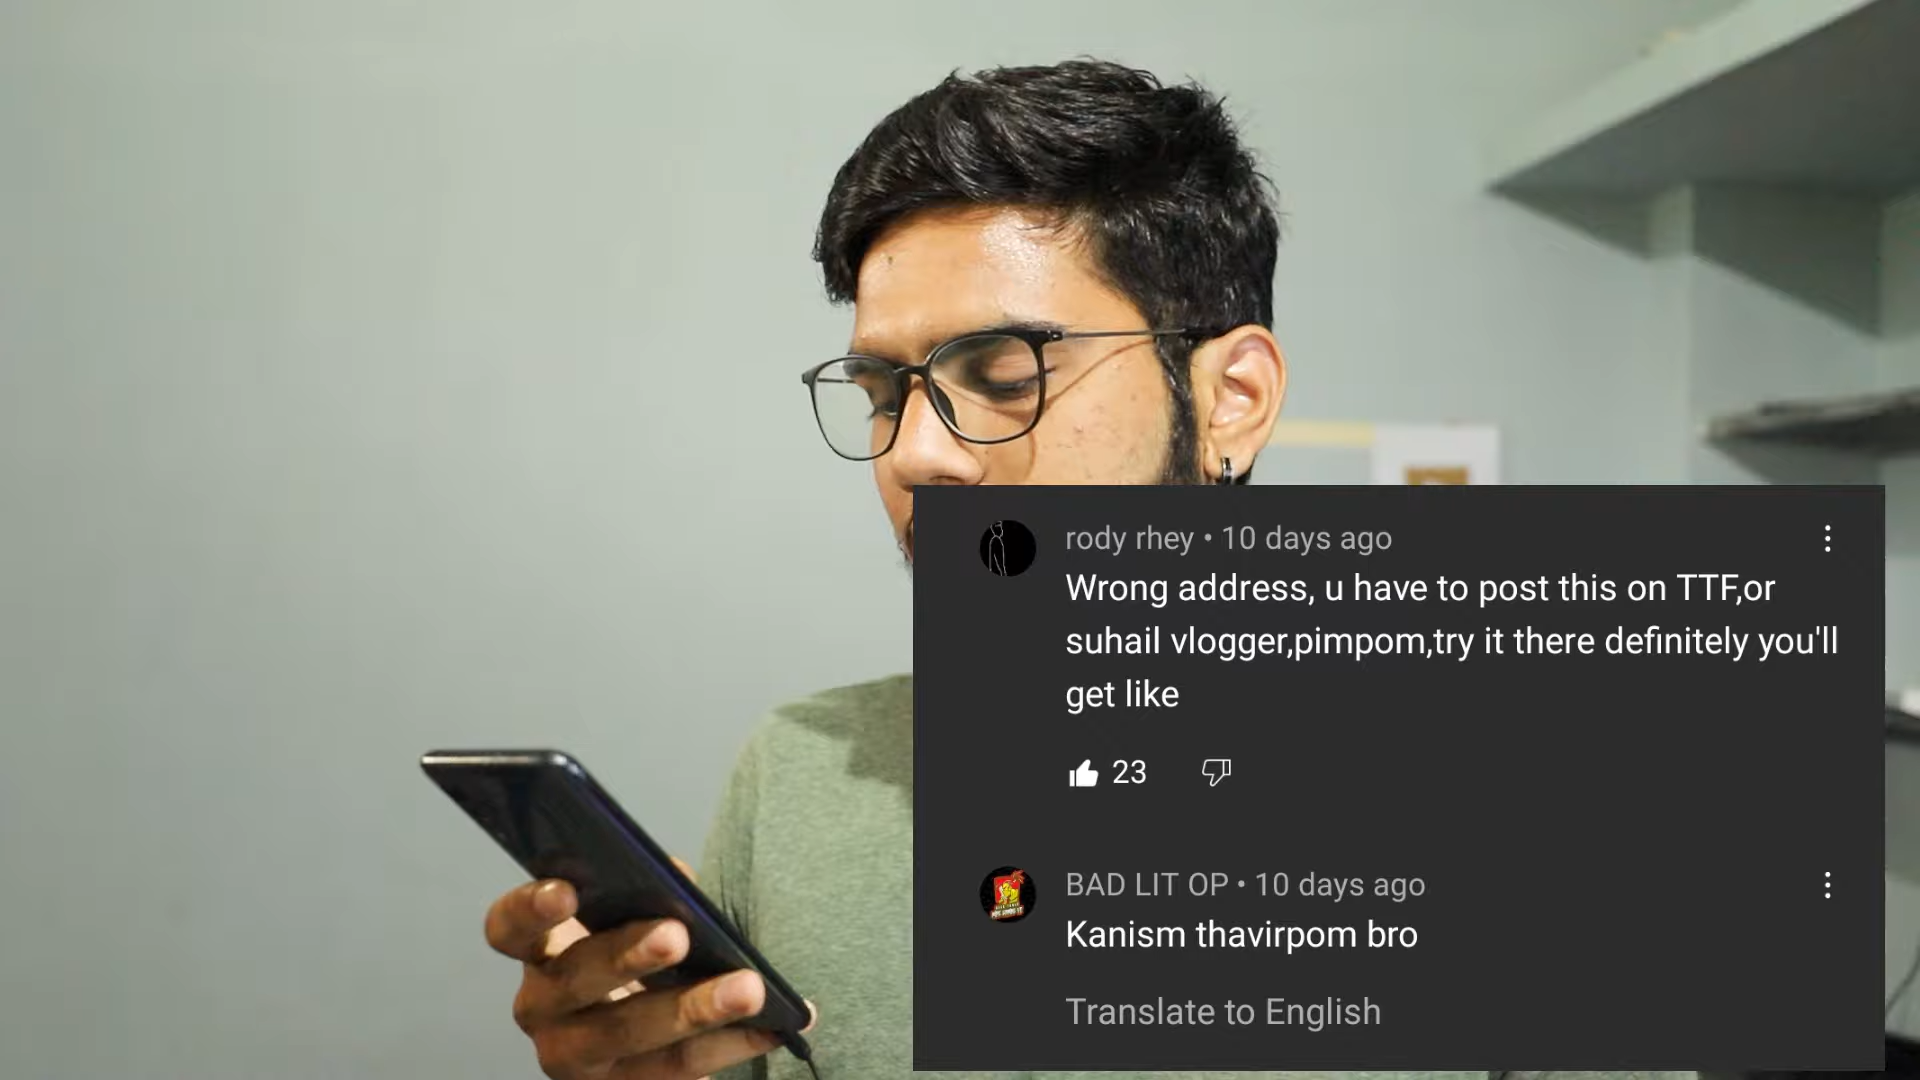 rody rhey • 10 days ago
Wrong address, u have to post this on TTF,or
suhail vlogger,pimpom,try it there definitely you'll
get like
23
BAD LIT OP • 10 days ago
Kanism thavirpom bro
Translate to English